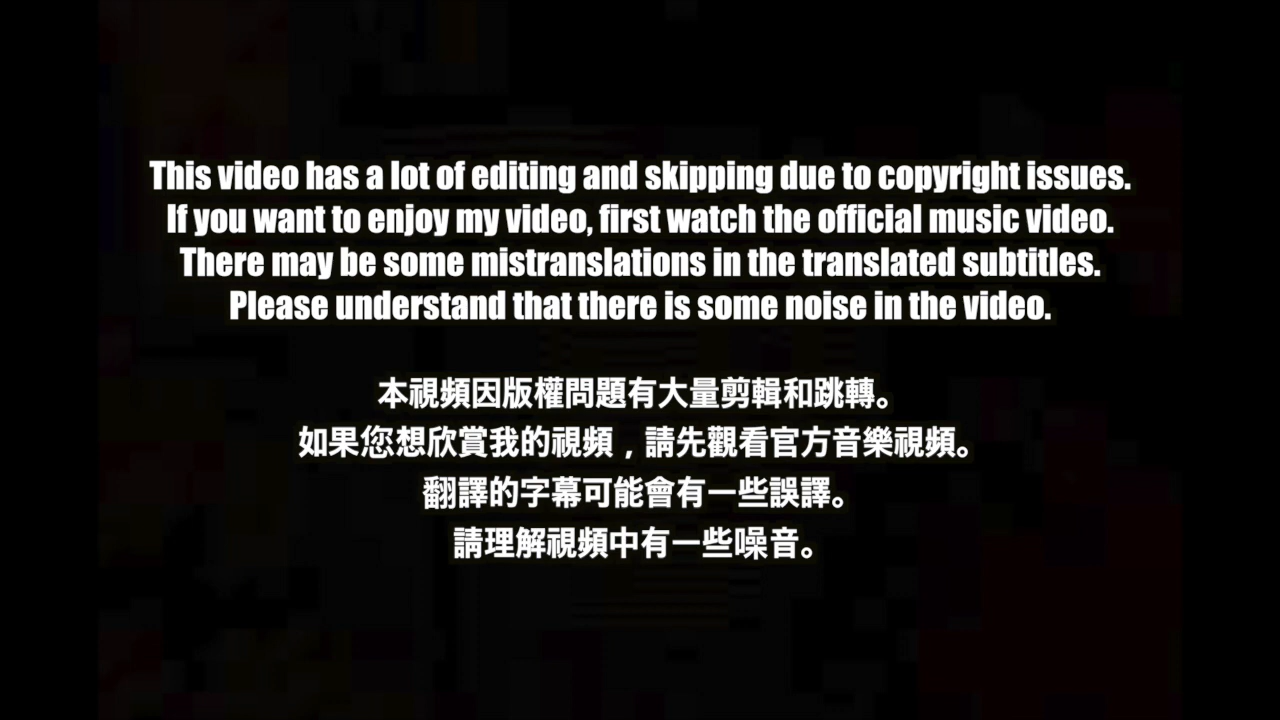 This video has a lot of editing and skipping due to copyright issues.
If you want to enjoy my video, first watch the official music video.
There may be some mistranslations in the translated subtitles.
Please understand that there is some noise in the video.
本視頻因版權問題有大量剪輯和跳轉。
如果您想欣賞我的視頻，請先觀看官方音樂視頻。
翻譯的字幕可能會有一些誤譯。
請理解視頻中有一些噪音。